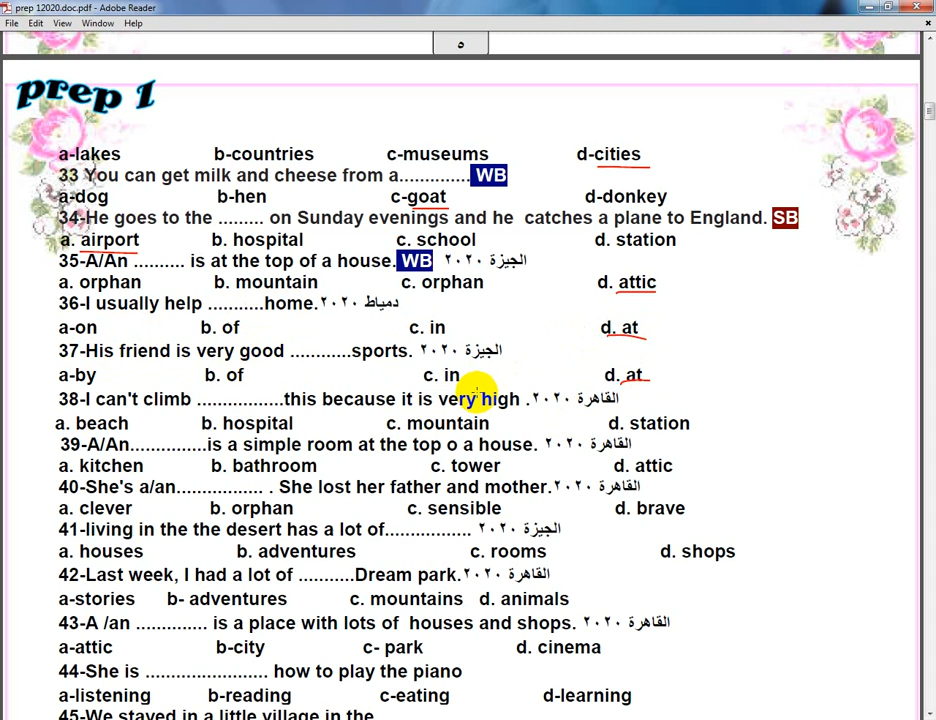 prep 12020.doc.pdf - Adobe Reader
File Edit View Window Help
٥
prep 1
a-lakes b-countries c-museums d-cities
33 You can get milk and cheese from a.............. WB
a-dog b-hen c-goat d-donkey
34-He goes to the ......... on Sunday evenings and he catches a plane to England. SB
a. airport b. hospital c. school d. station
35-A/An .......... is at the top of a house. WB الجيزة ٢٠٢٠
a. orphan b. mountain c. orphan d. attic
36-I usually help ...........home. دمياط ٢٠٢٠
a-on b. of c. in d. at
37-His friend is very good ............sports. الجيزة ٢٠٢٠
a-by b. of c. in d. at
38-I can't climb .................this because it is very high . القاهرة ٢٠٢٠
a. beach b. hospital c. mountain d. station
39-A/An...............is a simple room at the top o a house. القاهرة ٢٠٢٠
a. kitchen b. bathroom c. tower d. attic
40-She's a/an................. . She lost her father and mother. القاهرة ٢٠٢٠
a. clever b. orphan c. sensible d. brave
41-living in the the desert has a lot of................. الجيزة ٢٠٢٠
a. houses b. adventures c. rooms d. shops
42-Last week, I had a lot of ...........Dream park. القاهرة ٢٠٢٠
a-stories b- adventures c. mountains d. animals
43-A /an .............. is a place with lots of houses and shops. القاهرة ٢٠٢٠
a-attic b-city c- park d. cinema
44-She is ........................ how to play the piano
a-listening b-reading c-eating d-learning
45-We stayed in a little village in the